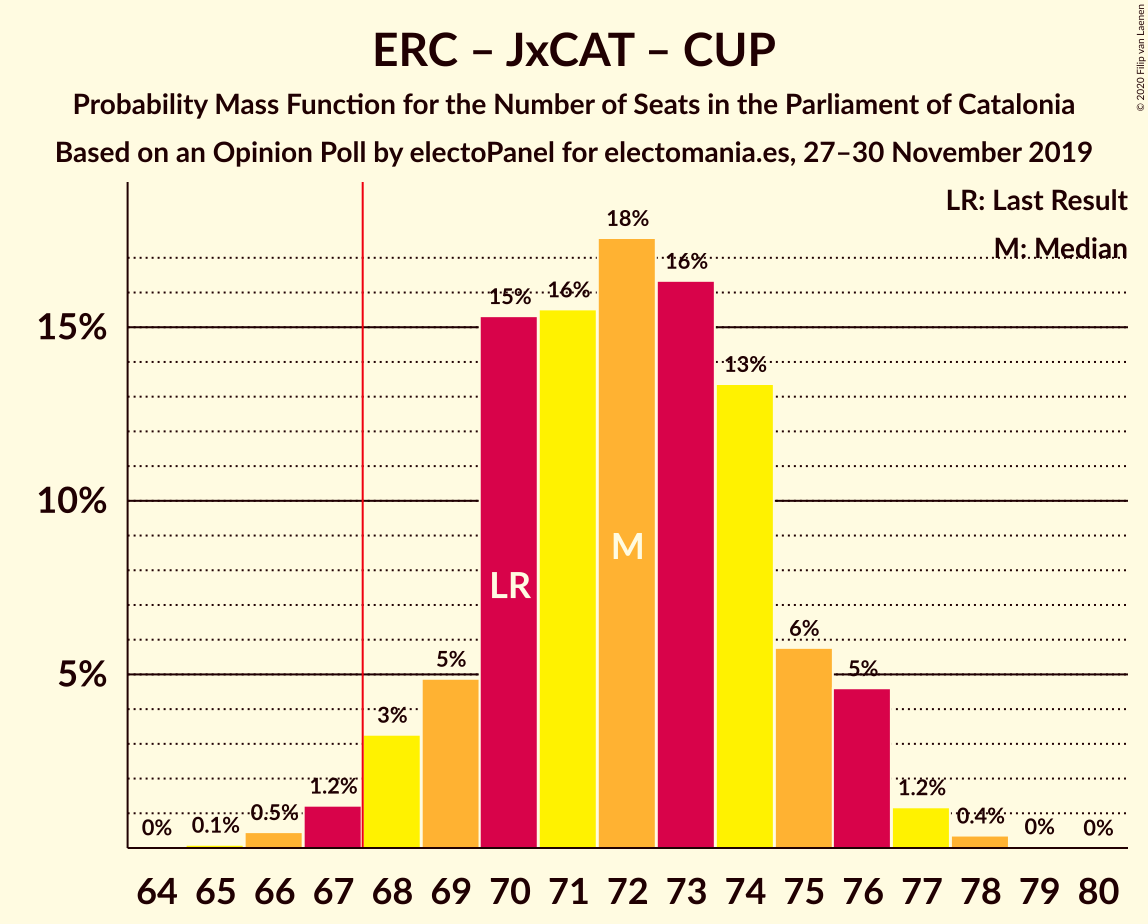 ERC – JxCAT – CUP
Probability Mass Function for the Number of Seats in the Parliament of Catalonia
Based on an Opinion Poll by electoPanel for electomania.es, 27–30 November 2019
© 2020 Filip van Laenen
LR: Last Result
M: Median
15%
10%
5%
0%
0.1%
0.5%
1.2%
3%
5%
15%
16%
18%
16%
13%
6%
5%
1.2%
0.4%
0%
0%
LR
M
64 65 66 67 68 69 70 71 72 73 74 75 76 77 78 79 80